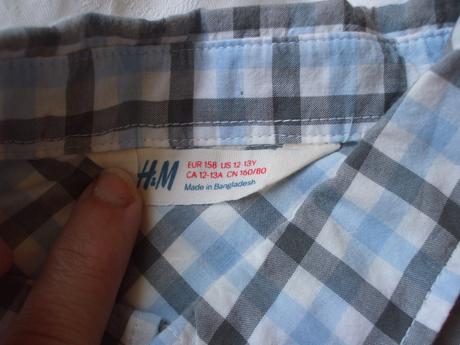 H&M
EUR 158 US 12-13Y
CA 12-13A CN 160/80
Made in Bangladesh